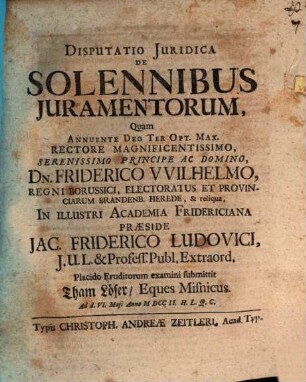 DISPUTATIO JURIDICA
DE
SOLENNIBUS
JURAMENTORUM,
Quam
ANNUENTE DEO TER OPT. MAX.
RECTORE MAGNIFICENTISSIMO,
SERENISSIMO PRINCIPE AC DOMINO,
DN. FRIDERICO VVILHELMO,
REGNI BORUSSICI, ELECTORATUS ET PROVIN-
CIARUM BRANDENB. HEREDE, & reliqua,
IN ILLUSTRI ACADEMIA FRIDERICIANA
PRÆSIDE
JAC. FRIDERICO LUDOVICI,
J.U.L. & Profess. Publ. Extraord.
Placido Eruditorum examini submittit
Tham Löser / Eques Misnicus.
Ad d. VI. Maji Anno M DCC II. H. L. Q. C.
Typis CHRISTOPH. ANDREÆ ZEITLERI, Acad. Typ.